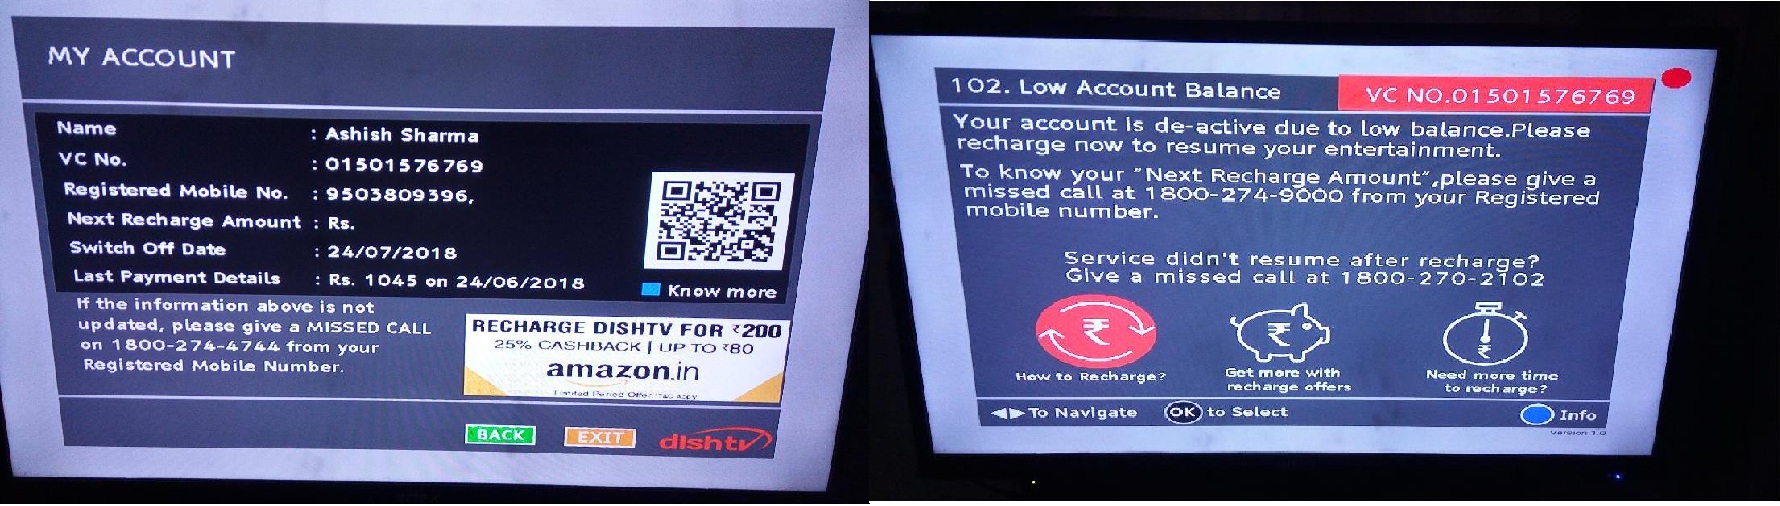 MY ACCOUNT
Name : Ashish Sharma
VC No. : 01501576769
Registered Mobile No. : 9503809396,
Next Recharge Amount : Rs.
Switch Off Date : 24/07/2018
Last Payment Details : Rs. 1045 on 24/06/2018
Know more
If the information above is not
updated, please give a MISSED CALL
on 1800-274-4744 from your
Registered Mobile Number.
RECHARGE DISHTV FOR ₹200
25% CASHBACK | UP TO ₹80
amazon.in
Limited Period Offer T&C apply
BACK EXIT dishtv
102. Low Account Balance
VC NO.01501576769
Your account is de-active due to low balance.Please
recharge now to resume your entertainment.
To know your "Next Recharge Amount",please give a
missed call at 1800-274-9000 from your Registered
mobile number.
Service didn't resume after recharge?
Give a missed call at 1800-270-2102
How to Recharge?
Get more with
recharge offers
Need more time
to recharge?
To Navigate OK to Select
Info
Version 1.0